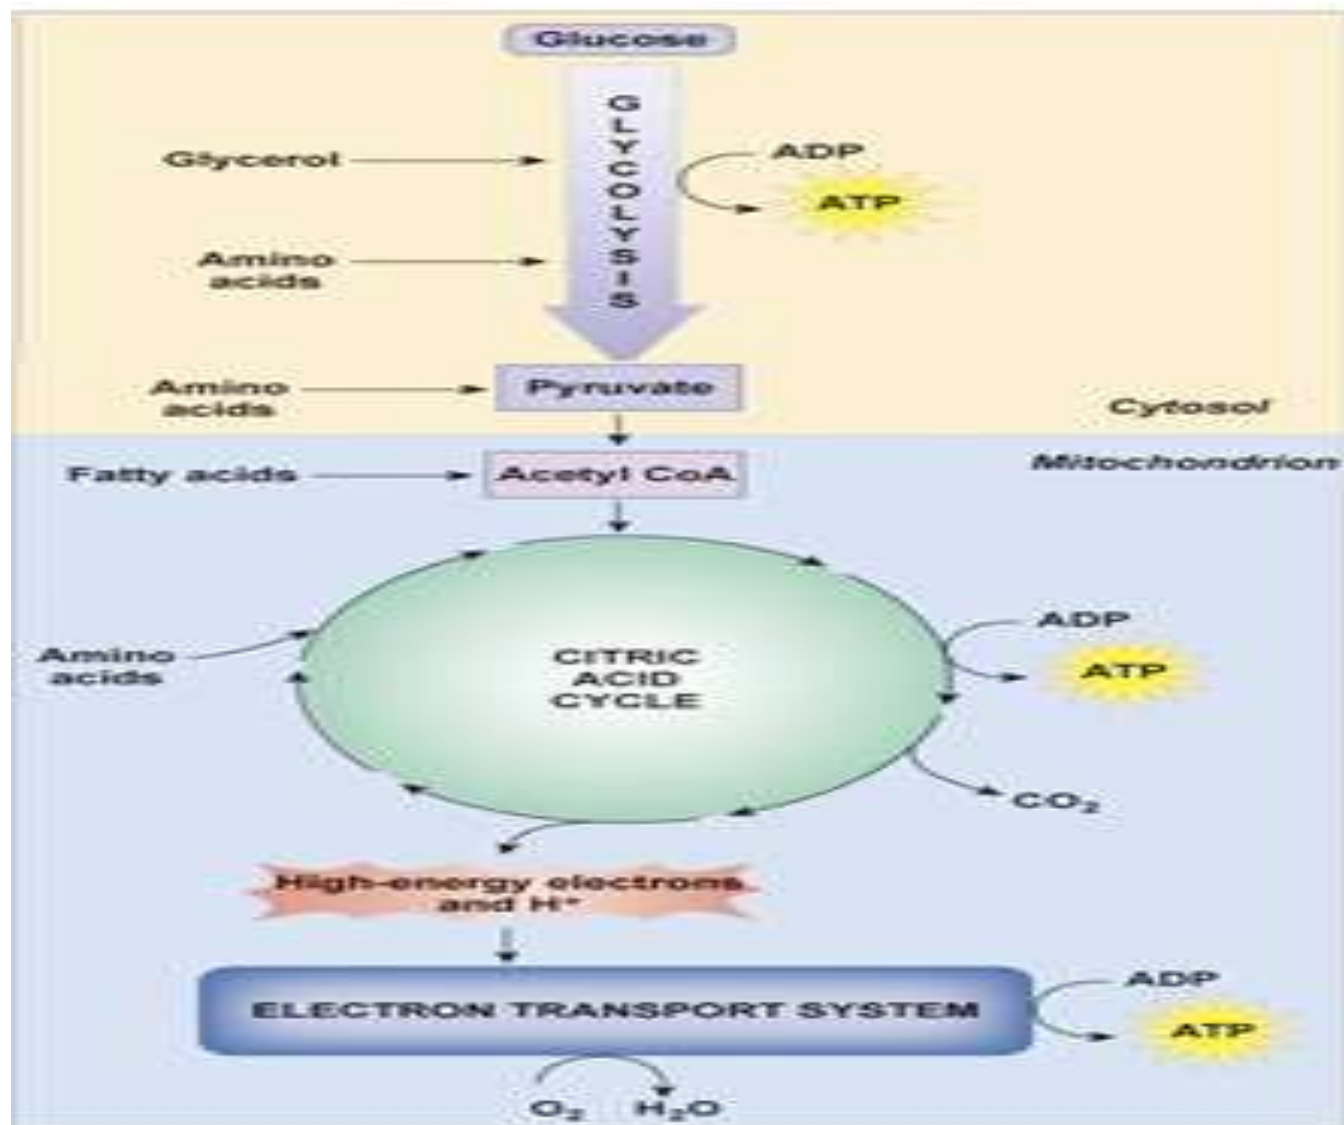 Glucose
GLYCOLYSIS
Glycerol
ADP
ATP
Amino
acids
Amino
acids
Pyruvate
Cytosol
Mitochondrion
Fatty acids
Acetyl CoA
ADP
ATP
Amino
acids
CITRIC
ACID
CYCLE
CO₂
High-energy electrons
and H⁺
ELECTRON TRANSPORT SYSTEM
ADP
ATP
O₂ H₂O